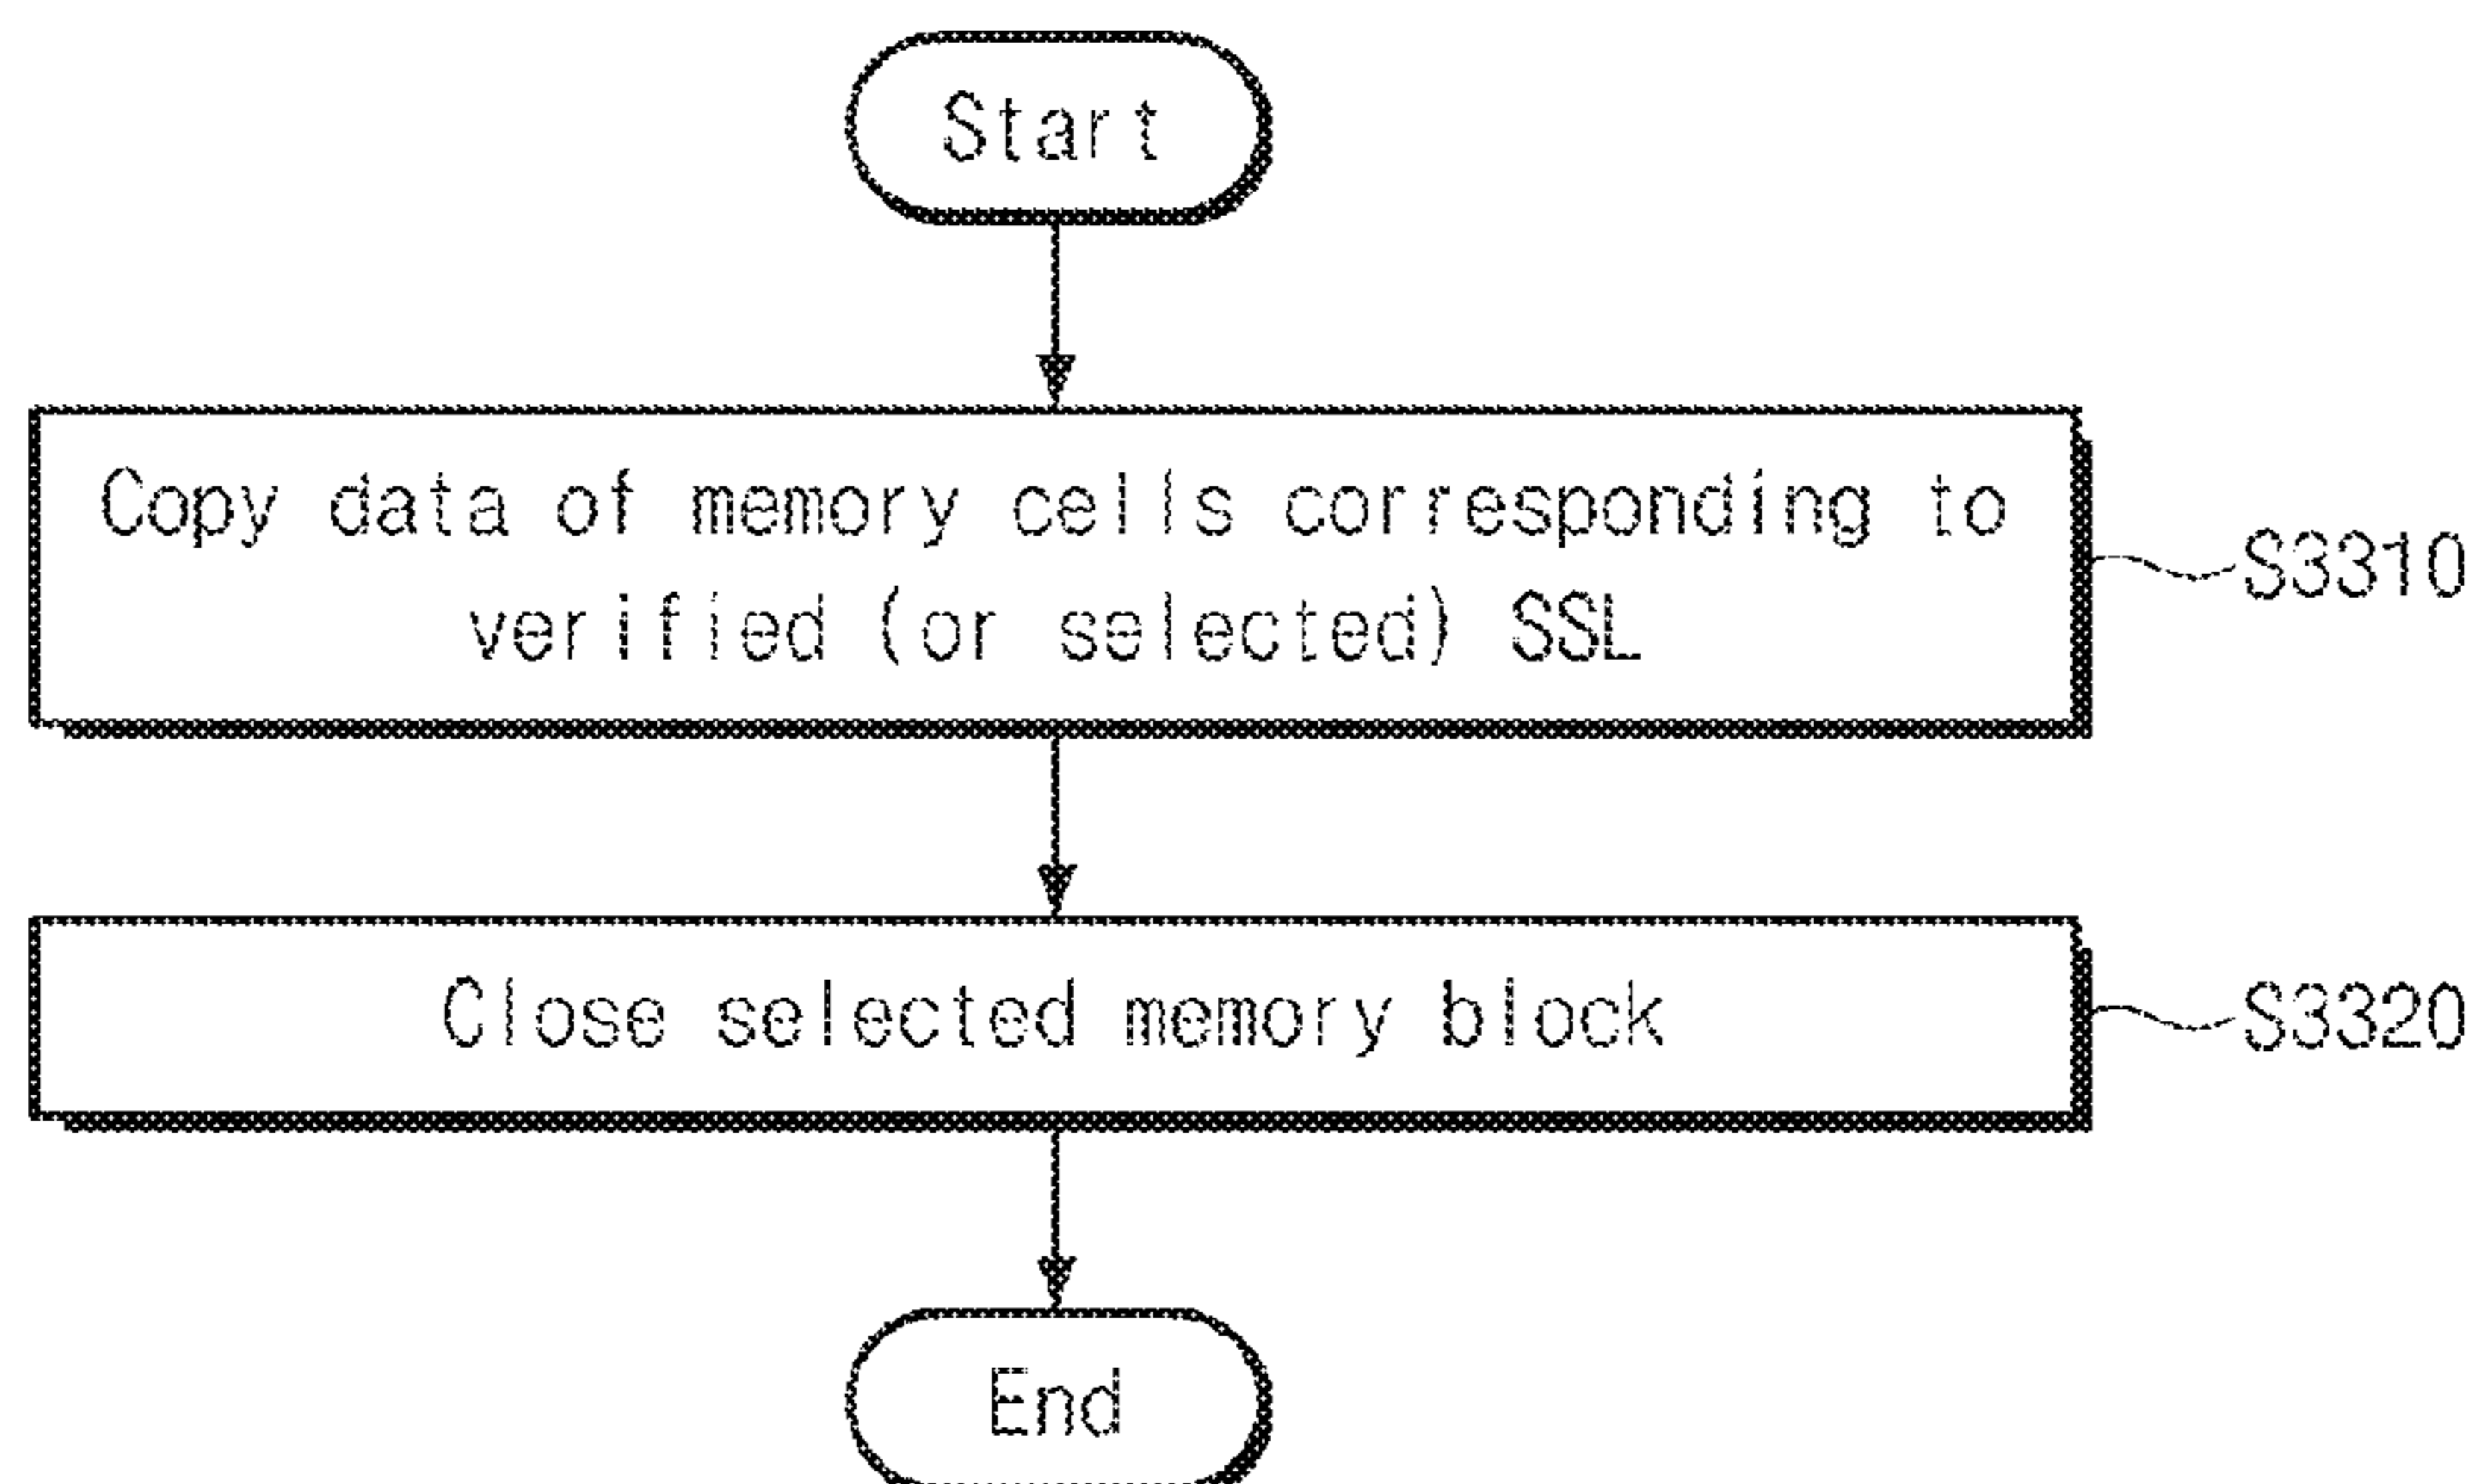 Start
Copy data of memory cells corresponding to
verified (or selected) SSL
S3310
Close selected memory block
S3320
End